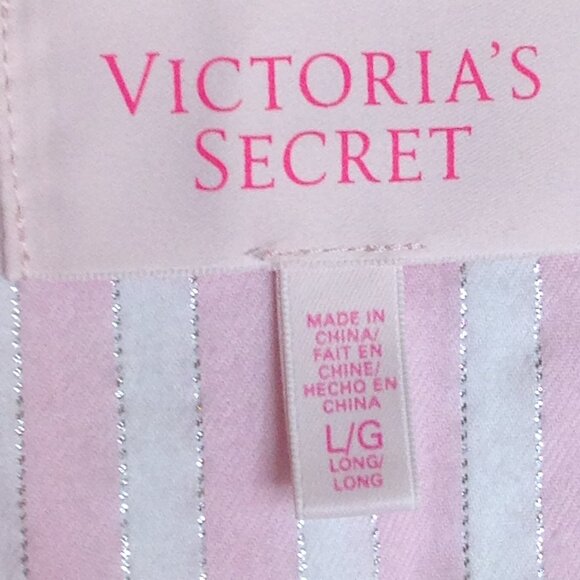 VICTORIA'S
SECRET
MADE IN
CHINA/
FAIT EN
CHINE/
HECHO EN
CHINA
L/G
LONG/
LONG